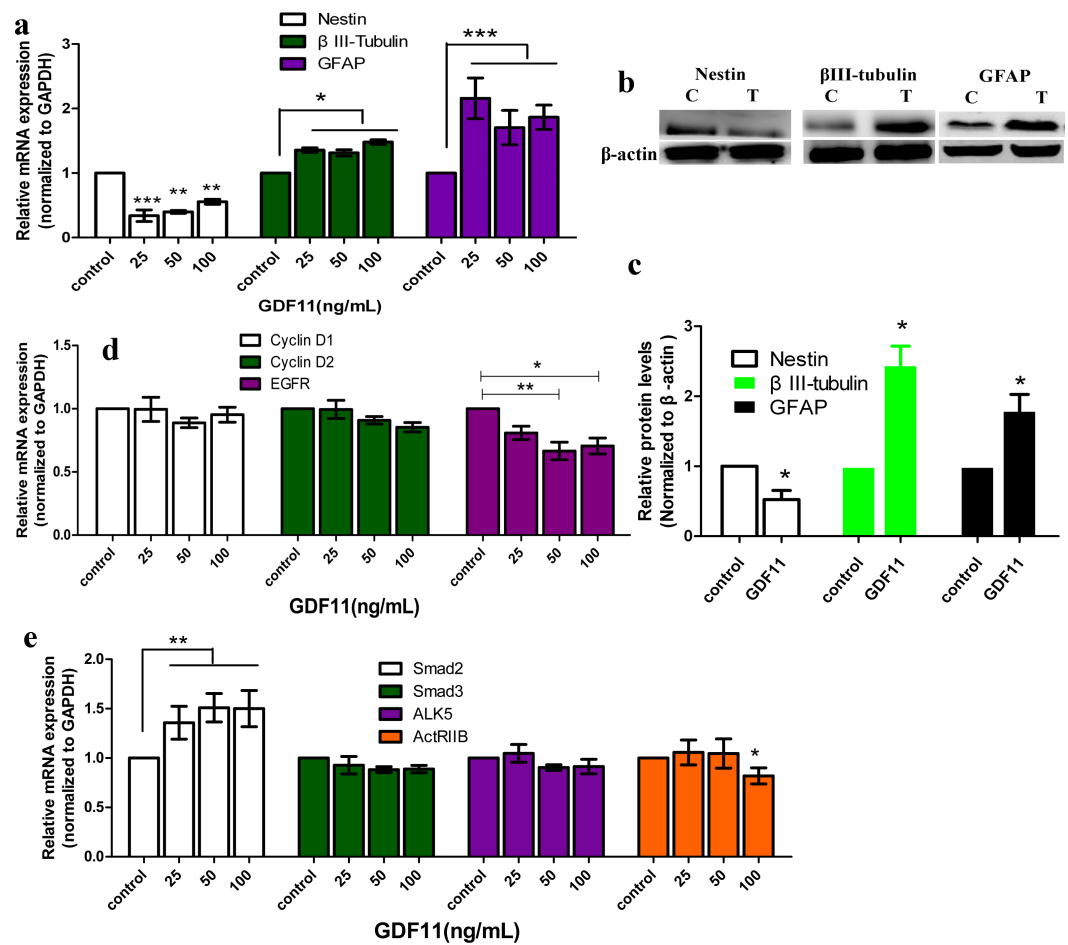 a
Nestin
β III-Tubulin
GFAP
Relative mRNA expression
(normalized to GAPDH)
3
2
1
0
***
**
**
*
***
control
25
50
100
control
25
50
100
control
25
50
100
GDF11(ng/mL)
b
Nestin
βIII-tubulin
GFAP
C
T
C
T
C
T
β-actin
c
Relative protein levels
(Normalized to β -actin )
3
2
1
0
Nestin
β III-tubulin
GFAP
*
*
*
control
GDF11
control
GDF11
control
GDF11
d
Cyclin D1
Cyclin D2
EGFR
Relative mRNA expression
(normalized to GAPDH)
1.5
1.0
0.5
0.0
*
**
control
25
50
100
control
25
50
100
control
25
50
100
GDF11(ng/mL)
e
Smad2
Smad3
ALK5
ActRIIB
Relative mRNA expression
(normalized to GAPDH)
2.0
1.5
1.0
0.5
0.0
**
*
control
25
50
100
control
25
50
100
control
25
50
100
control
25
50
100
GDF11(ng/mL)